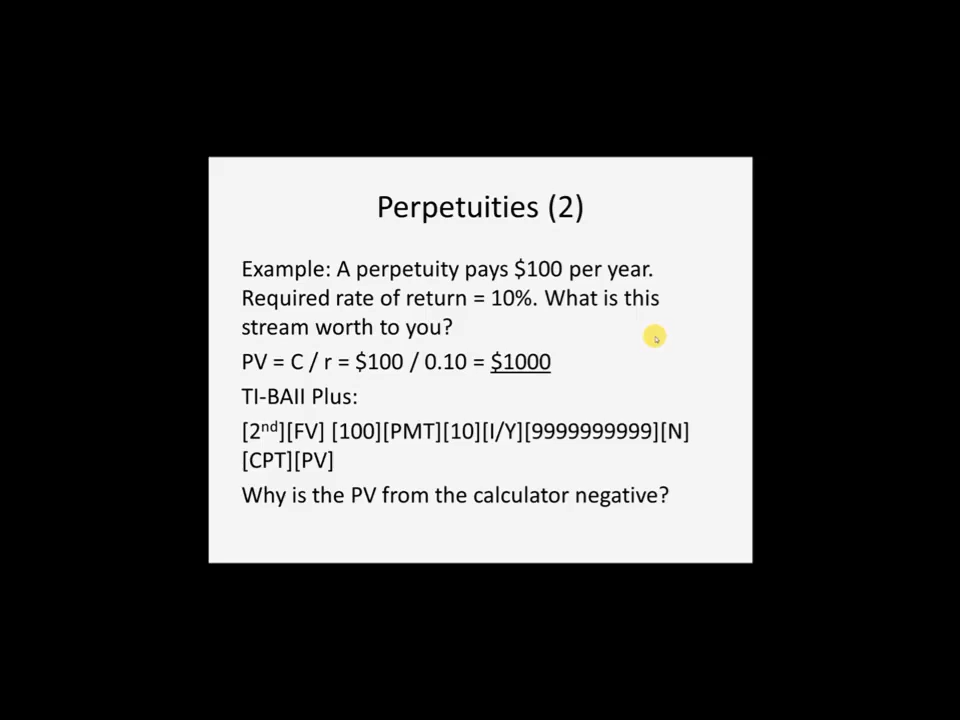 Perpetuities (2)
Example: A perpetuity pays $100 per year.
Required rate of return = 10%. What is this
stream worth to you?
PV = C / r = $100 / 0.10 = $1000
TI-BAII Plus:
[2nd][FV] [100][PMT][10][I/Y][9999999999][N]
[CPT][PV]
Why is the PV from the calculator negative?